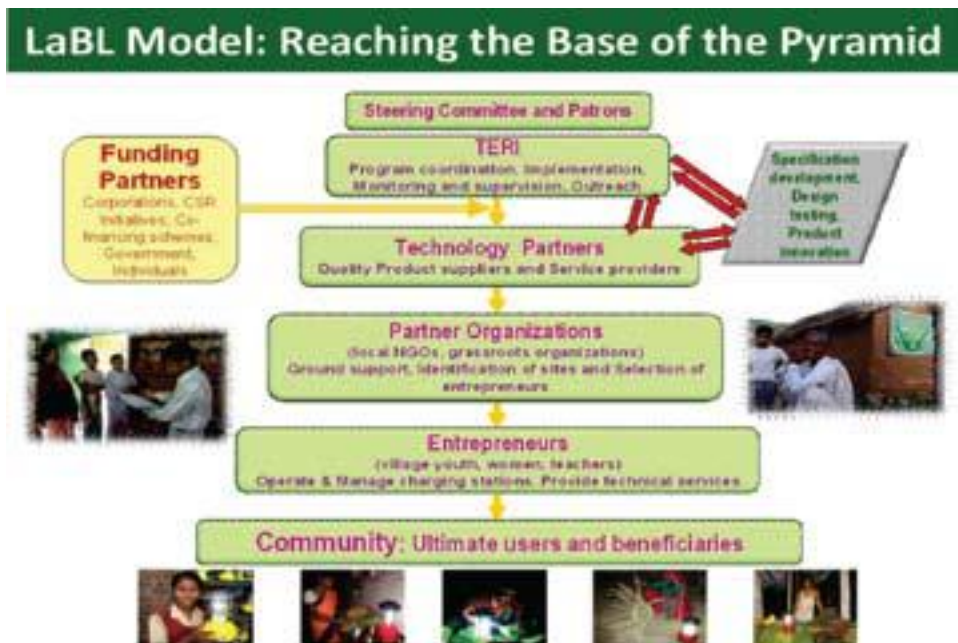 LaBL Model: Reaching the Base of the Pyramid
Steering Committee and Patrons
TERI
Program coordination, Implementation,
Monitoring and supervision, Outreach
Funding
Partners
Corporations, CSR
Initiatives, Co-
financing schemes,
Government,
Individuals
Specification
development,
Design
testing,
Product
innovation
Technology Partners
Quality Product suppliers and Service providers
Partner Organizations
(local NGOs, grassroots organizations)
Ground support, Identification of sites and Selection of
entrepreneurs
Entrepreneurs
(village youth, women, teachers)
Operate & Manage charging stations, Provide technical services
Community: Ultimate users and beneficiaries